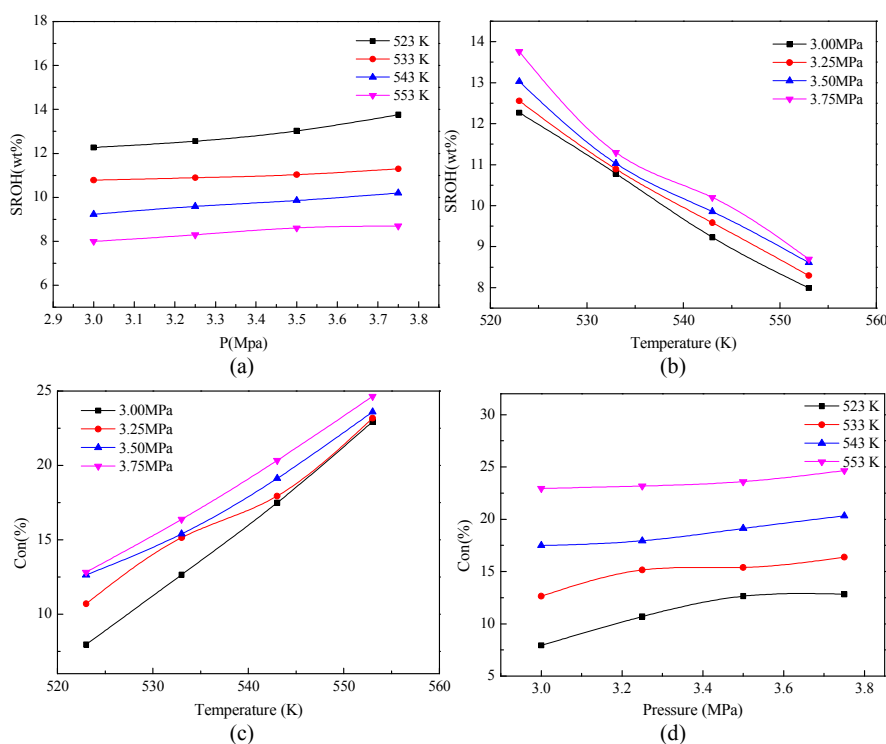 18
16
14
12
10
8
6
SROH(wt%)
523 K
533 K
543 K
553 K
2.9 3.0 3.1 3.2 3.3 3.4 3.5 3.6 3.7 3.8
P(Mpa)
(a)
14
13
12
11
10
9
8
SROH(wt%)
3.00MPa
3.25MPa
3.50MPa
3.75MPa
520 530 540 550 560
Temperature (K)
(b)
25
20
15
10
Con(%)
3.00MPa
3.25MPa
3.50MPa
3.75MPa
520 530 540 550 560
Temperature (K)
(c)
30
25
20
15
10
5
Con(%)
523 K
533 K
543 K
553 K
3.0 3.2 3.4 3.6 3.8
Pressure (MPa)
(d)